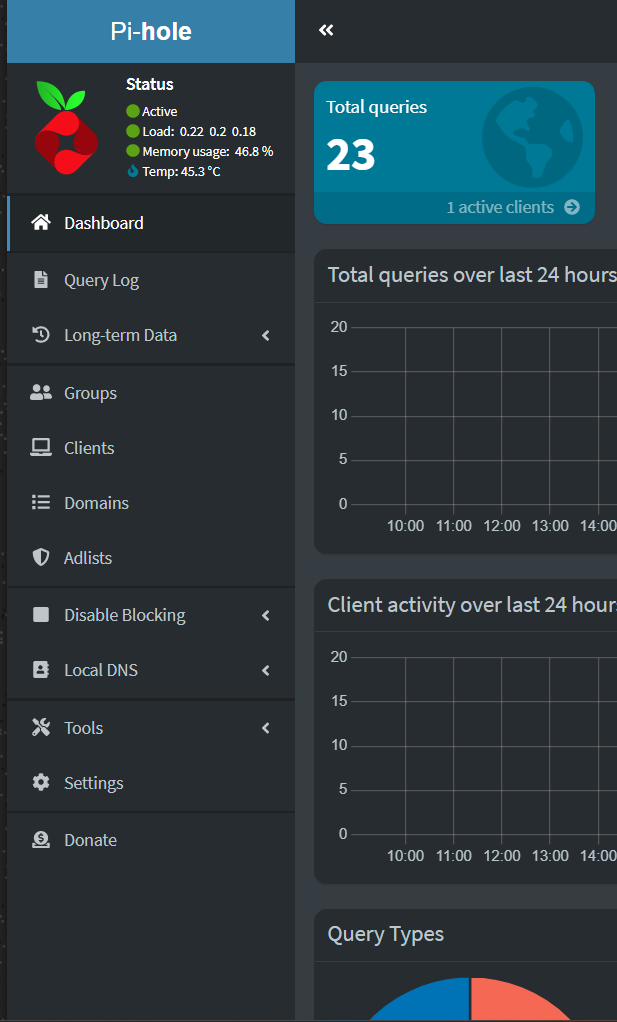 Pi-hole
Status
Active
Load: 0.22 0.2 0.18
Memory usage: 46.8 %
Temp: 45.3 °C
Dashboard
Query Log
Long-term Data
Groups
Clients
Domains
Adlists
Disable Blocking
Local DNS
Tools
Settings
Donate
Total queries
23
1 active clients
Total queries over last 24 hours
20
15
10
5
0
10:00 11:00 12:00 13:00 14:00
Client activity over last 24 hour
20
15
10
5
0
10:00 11:00 12:00 13:00 14:00
Query Types